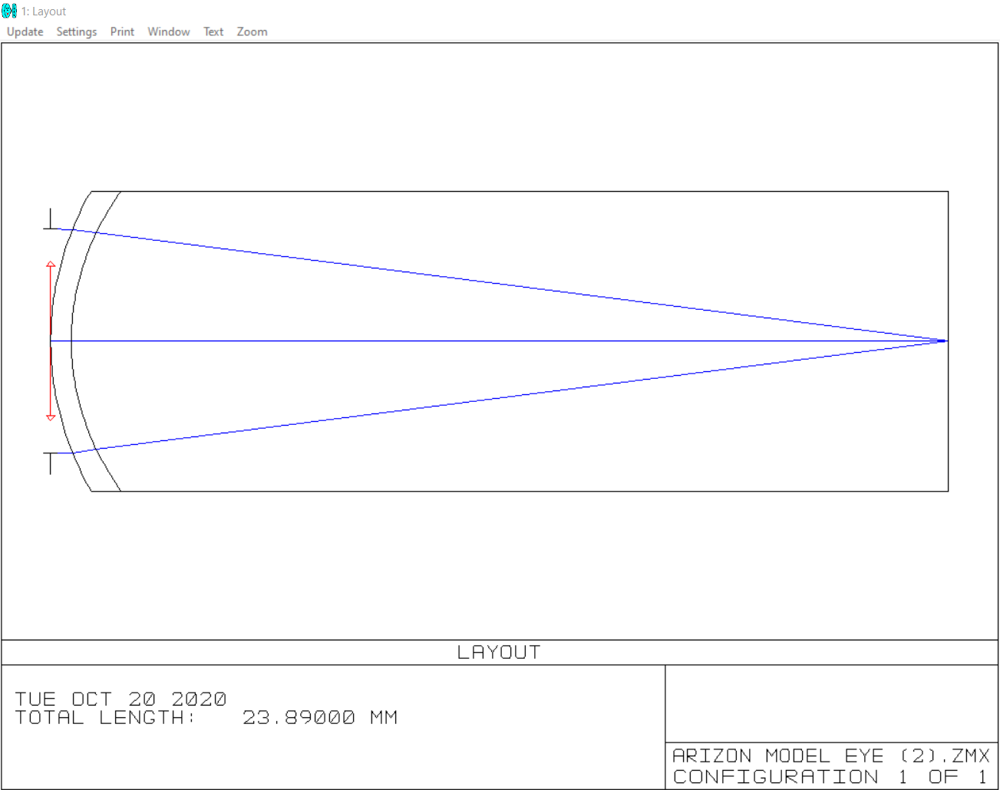 1: Layout
Update Settings Print Window Text Zoom
LAYOUT
TUE OCT 20 2020
TOTAL LENGTH: 23.89000 MM
ARIZON MODEL EYE (2).ZMX
CONFIGURATION 1 OF 1